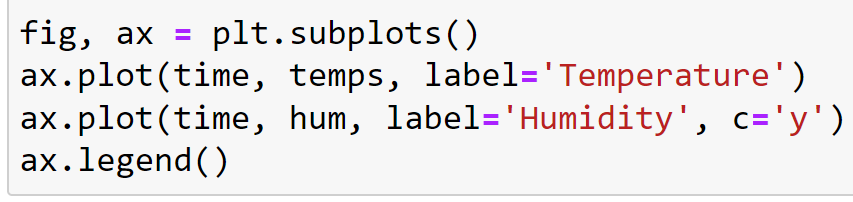 fig, ax = plt.subplots()
ax.plot(time, temps, label='Temperature')
ax.plot(time, hum, label='Humidity', c='y')
ax.legend()